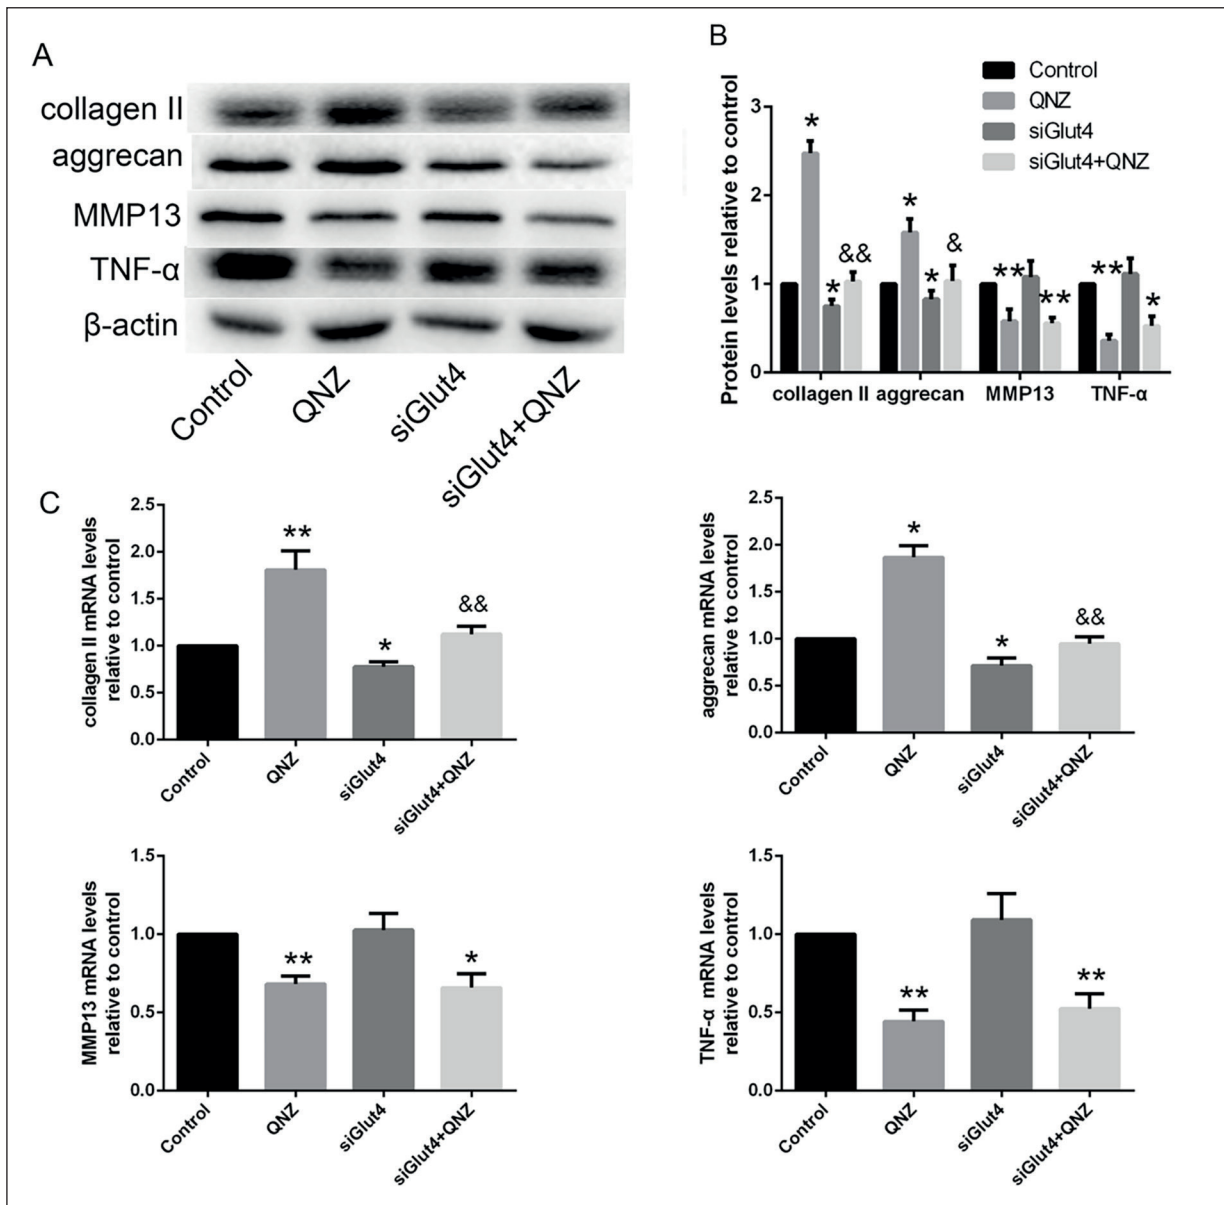 A
collagen II
aggrecan
MMP13
TNF-α
β-actin
Control
QNZ
siGlut4
siGlut4+QNZ
B
Control
QNZ
siGlut4
siGlut4+QNZ
Protein levels relative to control
3
2
1
0
*
*
&&
*
*
&
**
**
**
*
collagen II aggrecan MMP13 TNF-α
C
collagen II mRNA levels
relative to control
2.5
2.0
1.5
1.0
0.5
0.0
**
*
&&
Control
QNZ
siGlut4
siGlut4+QNZ
aggrecan mRNA levels
relative to control
2.5
2.0
1.5
1.0
0.5
0.0
*
*
&&
Control
QNZ
siGlut4
siGlut4+QNZ
MMP13 mRNA levels
relative to control
1.5
1.0
0.5
0.0
**
*
Control
QNZ
siGlut4
siGlut4+QNZ
TNF-α mRNA levels
relative to control
1.5
1.0
0.5
0.0
**
**
Control
QNZ
siGlut4
siGlut4+QNZ